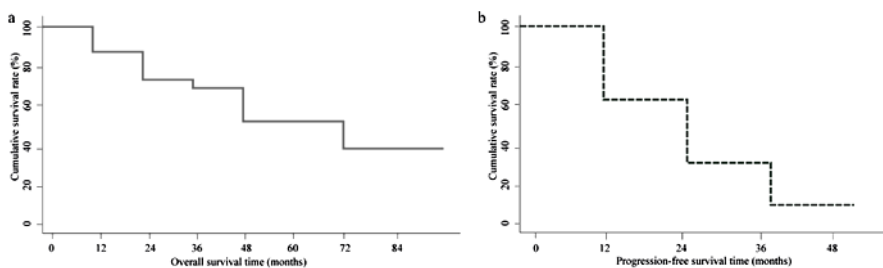 a
Cumulative survival rate (%)
100
80
60
40
20
0
0 12 24 36 48 60 72 84
Overall survival time (months)
b
Cumulative survival rate (%)
100
80
60
40
20
0
0 12 24 36 48
Progression-free survival time (months)